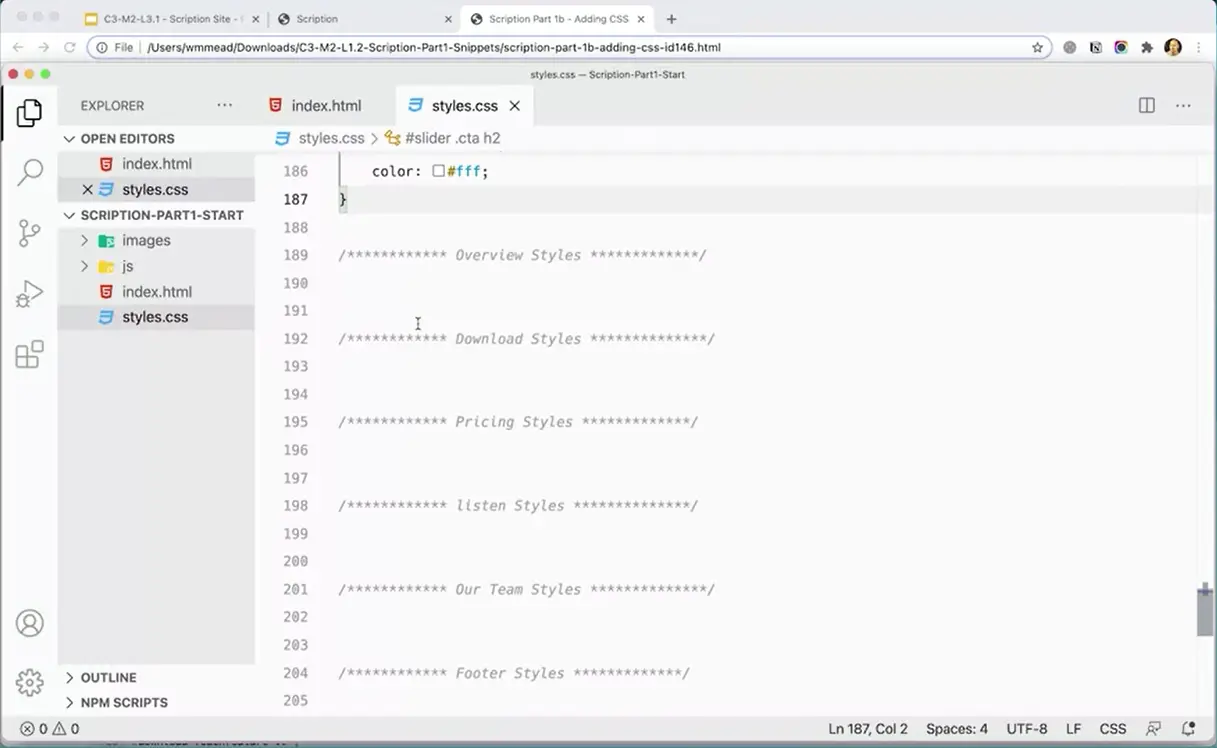 C3-M2-L3.1 - Scription Site -
Scription
Scription Part 1b - Adding CSS
File /Users/wmmead/Downloads/C3-M2-L1.2-Scription-Part1-Snippets/scription-part-1b-adding-css-id146.html
styles.css — Scription-Part1-Start
EXPLORER
index.html
styles.css
OPEN EDITORS
styles.css > #slider .cta h2
index.html
styles.css
SCRIPTION-PART1-START
images
js
index.html
styles.css
OUTLINE
NPM SCRIPTS
186 color: #fff;
187 }
188
189 /************ Overview Styles *************/
190
191
192 /************ Download Styles **************/
193
194
195 /************ Pricing Styles *************/
196
197
198 /************ listen Styles **************/
199
200
201 /************ Our Team Styles **************/
202
203
204 /************ Footer Styles *************/
205
0 0
Ln 187, Col 2 Spaces: 4 UTF-8 LF CSS